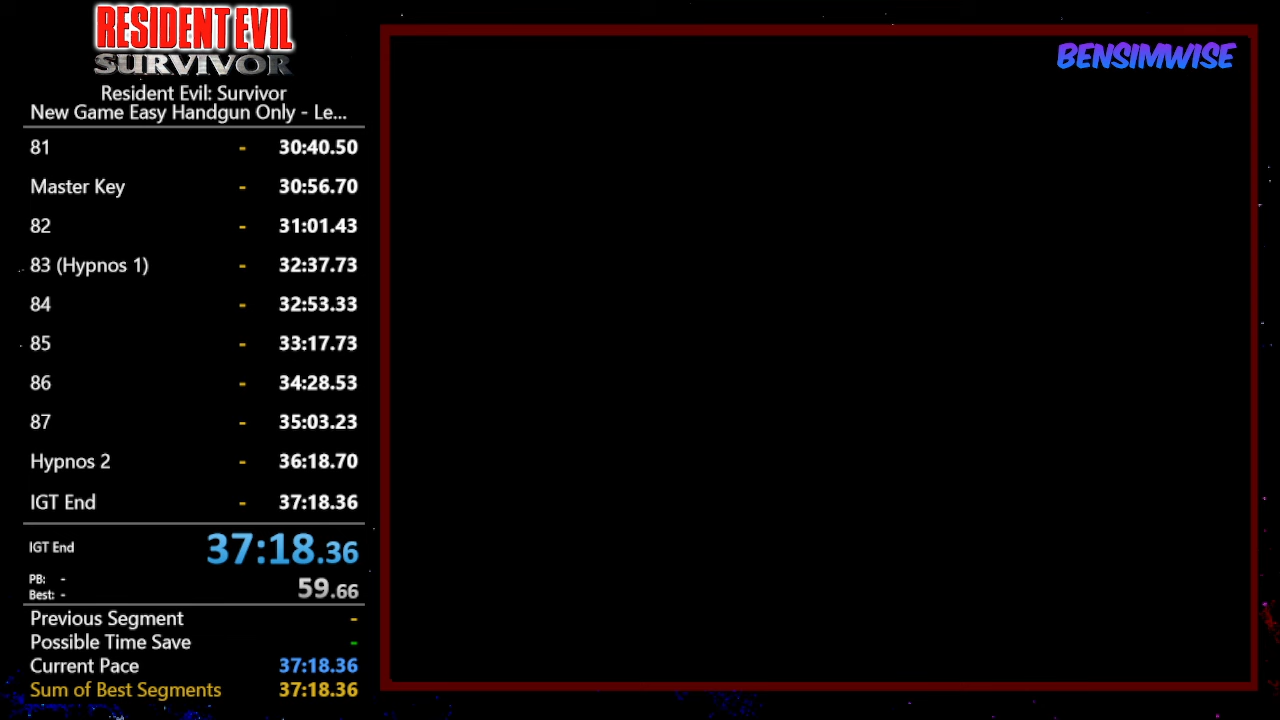 RESIDENT EVIL
SURVIVOR
Resident Evil: Survivor
New Game Easy Handgun Only - Le...
81 - 30:40.50
Master Key - 30:56.70
82 - 31:01.43
83 (Hypnos 1) - 32:37.73
84 - 32:53.33
85 - 33:17.73
86 - 34:28.53
87 - 35:03.23
Hypnos 2 - 36:18.70
IGT End - 37:18.36
IGT End 37:18.36
PB: -
Best: - 59.66
Previous Segment -
Possible Time Save -
Current Pace 37:18.36
Sum of Best Segments 37:18.36
BENSIMWISE